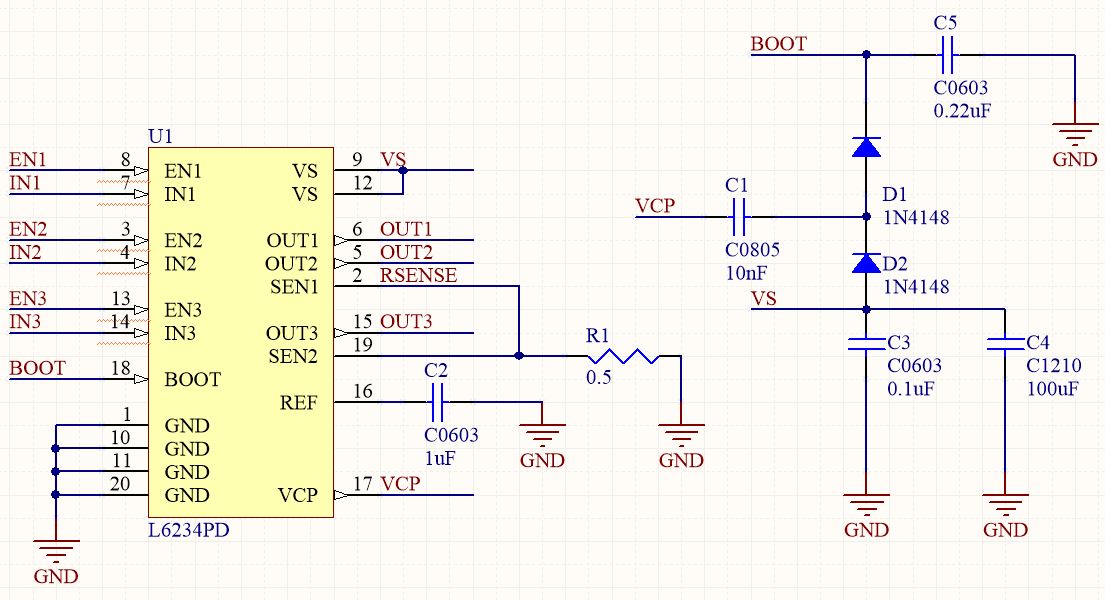 U1
EN1 8 EN1
IN1 7 IN1
EN2 3 EN2
IN2 4 IN2
EN3 13 EN3
IN3 14 IN3
BOOT 18 BOOT
1 GND
10 GND
11 GND
20 GND
GND
L6234PD
VS 9 VS
VS 12
OUT1 6 OUT1
OUT2 5 OUT2
SEN1 2 RSENSE
OUT3 15 OUT3
SEN2 19
REF 16
VCP 17 VCP
C2
C0603
1uF
GND
R1
0.5
GND
BOOT
C5
C0603
0.22uF
GND
VCP
C1
C0805
10nF
D1
1N4148
D2
1N4148
VS
C3
C0603
0.1uF
GND
C4
C1210
100uF
GND